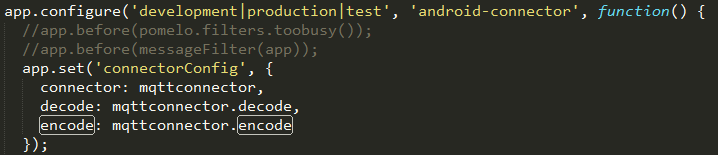 app.configure('development|production|test', 'android-connector', function() {
//app.before(pomelo.filters.toobusy());
//app.before(messageFilter(app));
app.set('connectorConfig', {
connector: mqttconnector,
decode: mqttconnector.decode,
encode: mqttconnector.encode
});